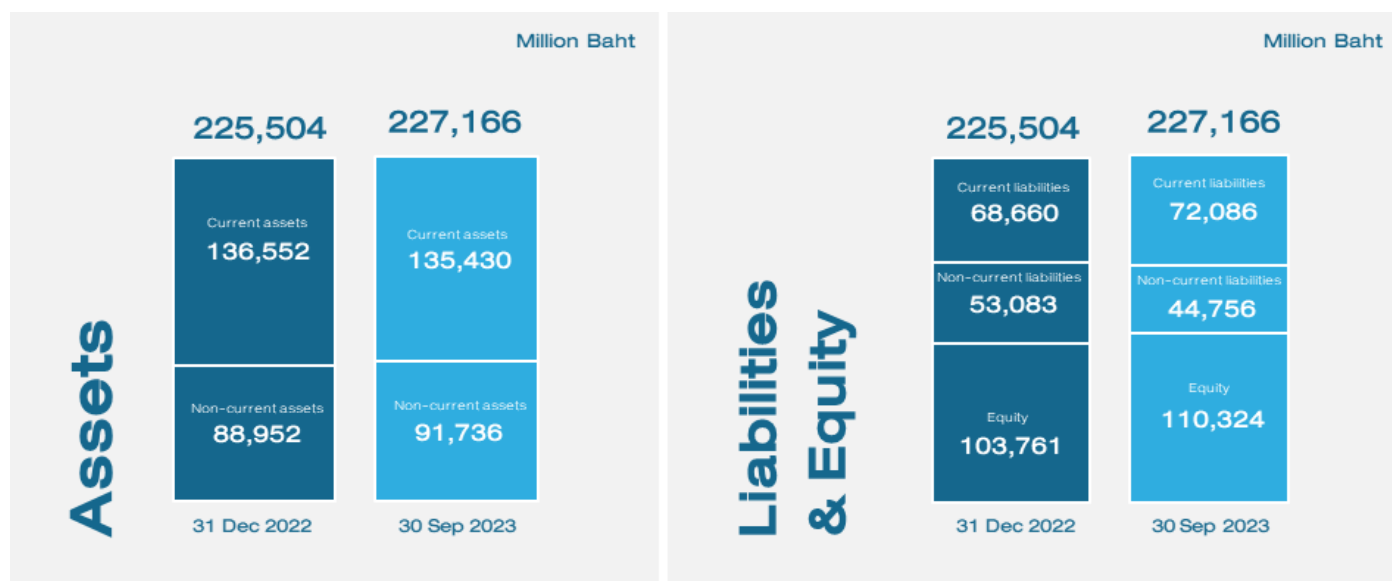 Million Baht
225,504
227,166
Current assets
136,552
Current assets
135,430
Non-current assets
88,952
Non-current assets
91,736
Assets
31 Dec 2022
30 Sep 2023
Million Baht
225,504
227,166
Current liabilities
68,660
Current liabilities
72,086
Non-current liabilities
53,083
Non-current liabilities
44,756
Equity
103,761
Equity
110,324
Liabilities
& Equity
31 Dec 2022
30 Sep 2023